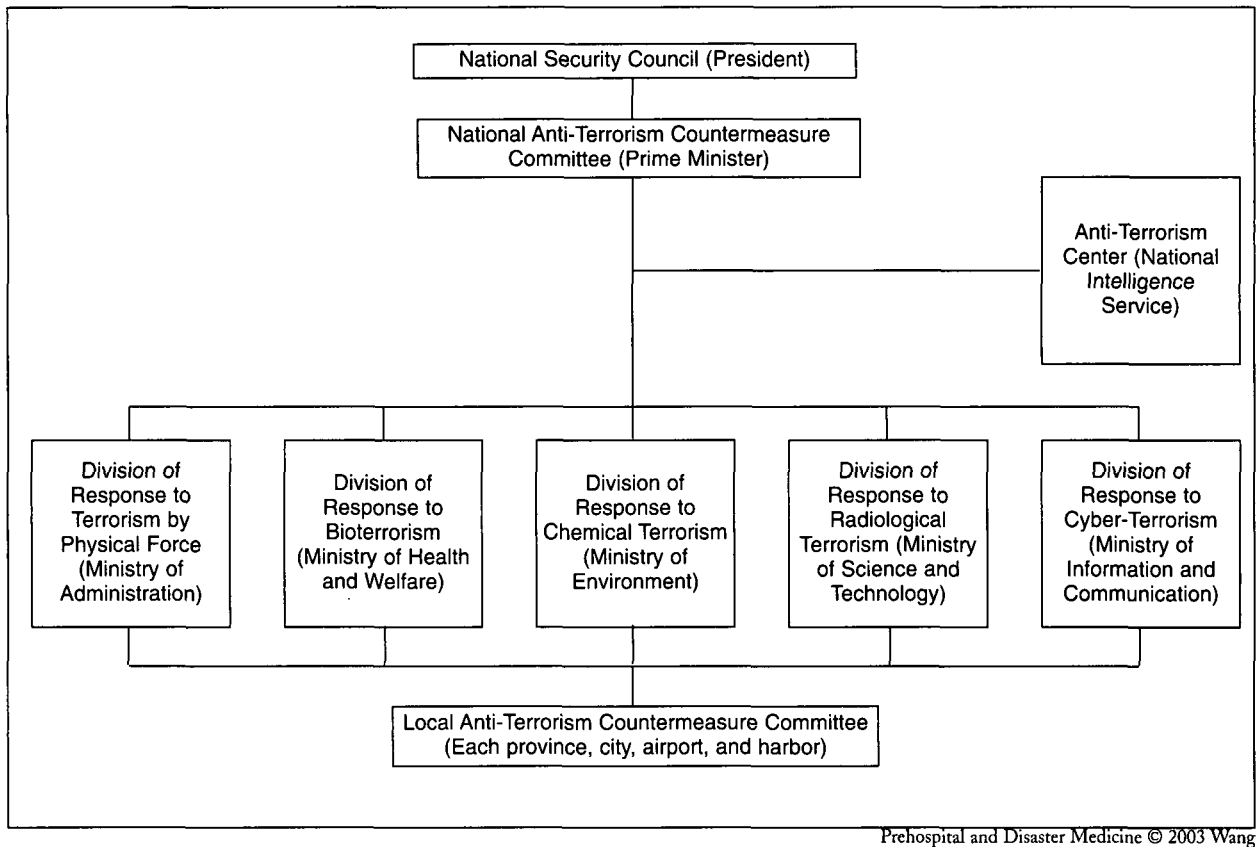 National Security Council (President)
National Anti-Terrorism Countermeasure
Committee (Prime Minister)
Anti-Terrorism
Center (National
Intelligence
Service)
Division of
Response to
Terrorism by
Physical Force
(Ministry of
Administration)
Division of
Response to
Bioterrorism
(Ministry of Health
and Welfare)
Division of
Response to
Chemical Terrorism
(Ministry of
Environment)
Division of
Response to
Radiological
Terrorism (Ministry
of Science and
Technology)
Division of
Response to
Cyber-Terrorism
(Ministry of
Information and
Communication)
Local Anti-Terrorism Countermeasure Committee
(Each province, city, airport, and harbor)
Prehospital and Disaster Medicine © 2003 Wang